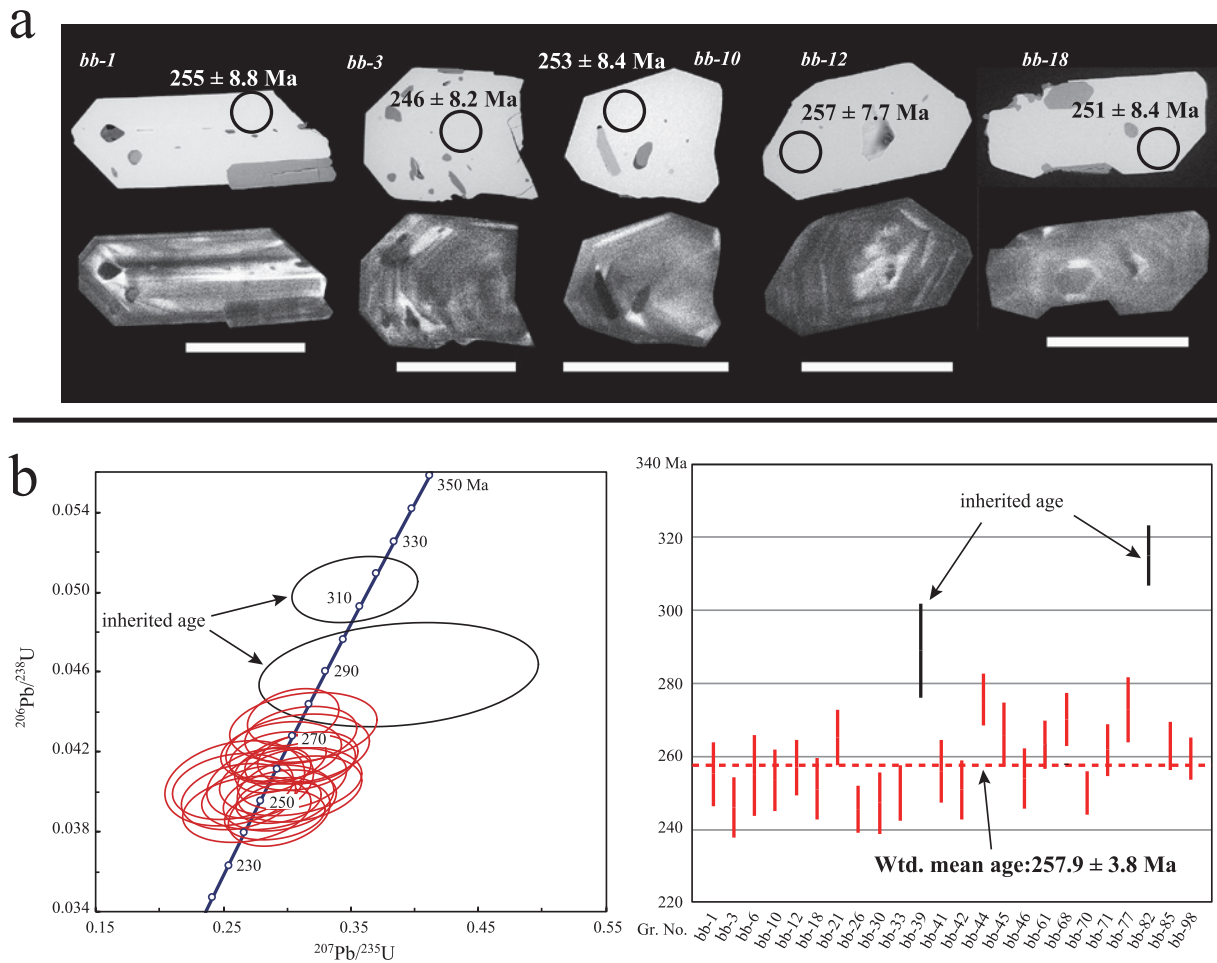 a
bb-1
bb-3
bb-10
bb-12
bb-18
255 ± 8.8 Ma
246 ± 8.2 Ma
253 ± 8.4 Ma
257 ± 7.7 Ma
251 ± 8.4 Ma
b
206Pb/238U
0.054
0.050
0.046
0.042
0.038
0.034
350 Ma
330
310
290
270
250
230
inherited age
0.15
0.25
0.35
0.45
0.55
207Pb/235U
340 Ma
320
300
280
260
240
220
inherited age
Wtd. mean age:257.9 ± 3.8 Ma
Gr. No.
bb-1
bb-3
bb-6
bb-10
bb-12
bb-18
bb-21
bb-26
bb-30
bb-33
bb-39
bb-41
bb-42
bb-44
bb-45
bb-46
bb-61
bb-68
bb-70
bb-71
bb-77
bb-82
bb-85
bb-98